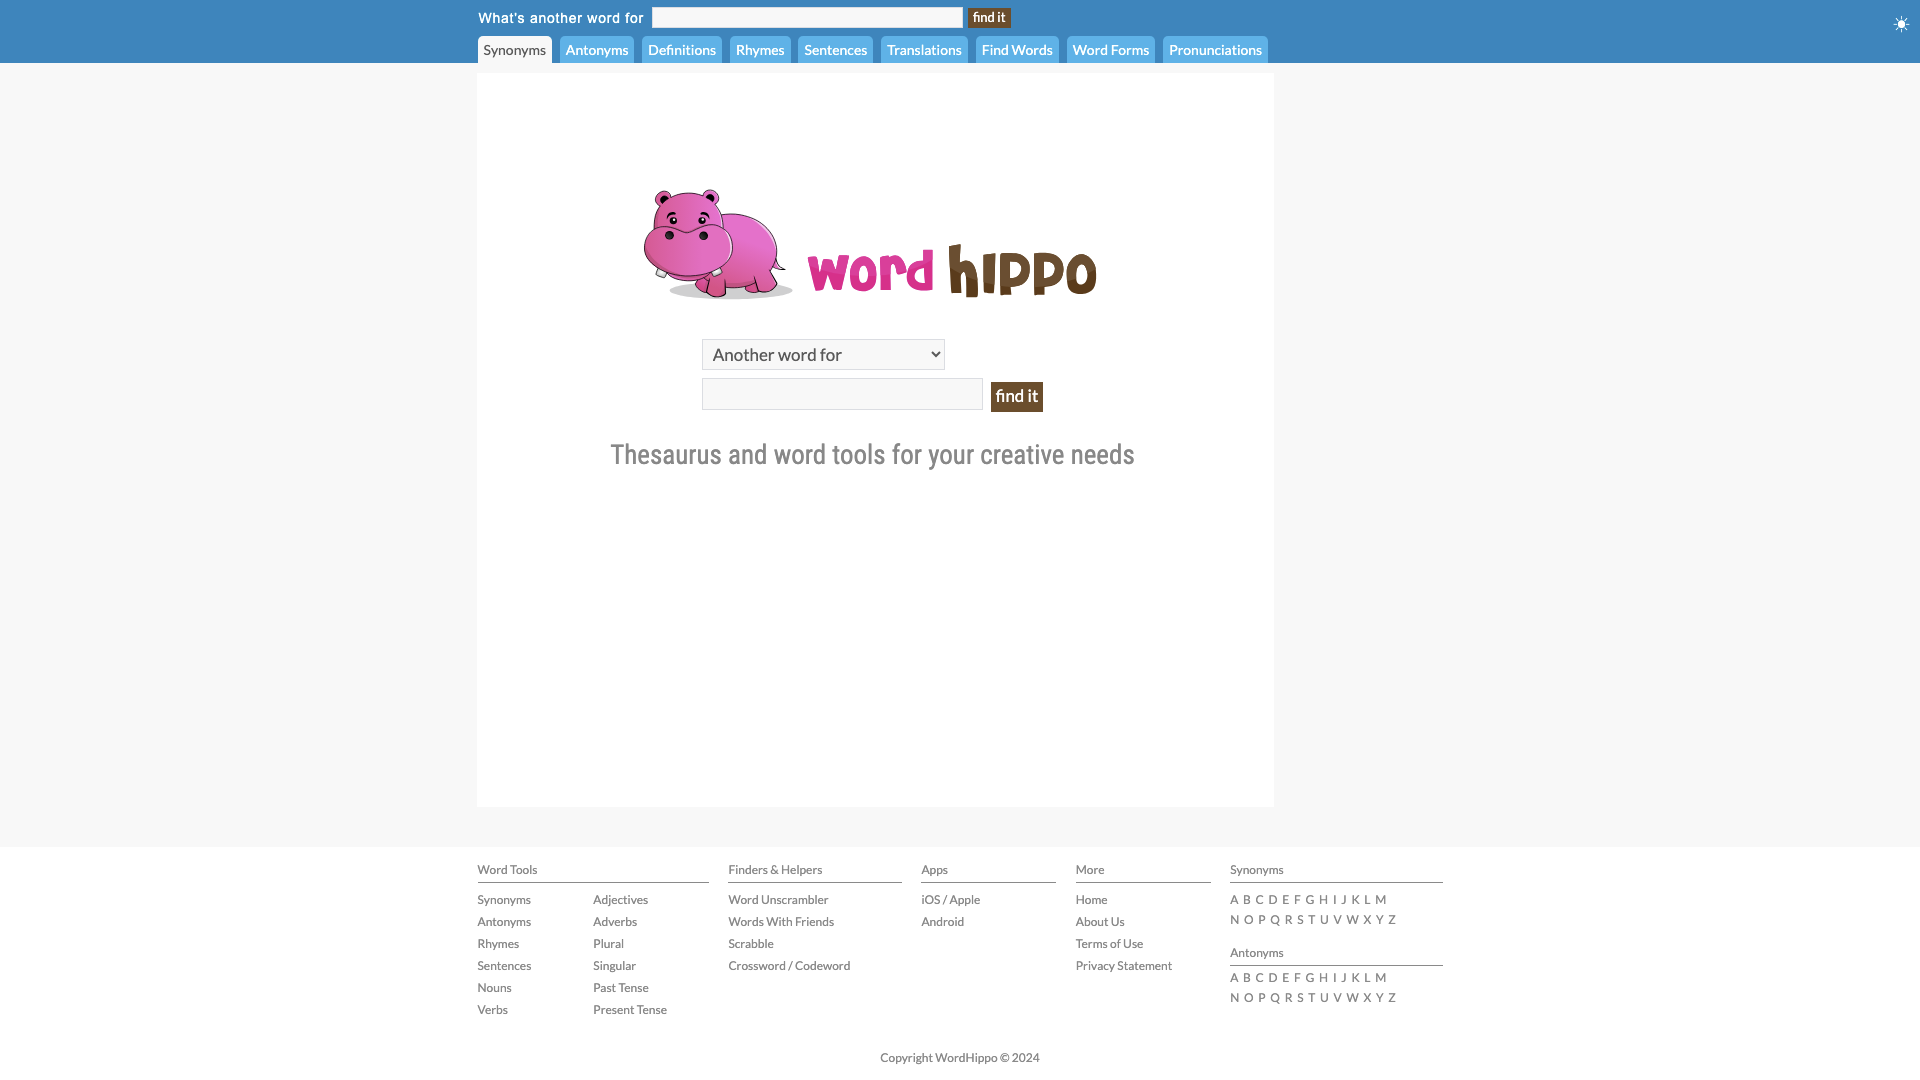 What's another word for find it
Synonyms Antonyms Definitions Rhymes Sentences Translations Find Words Word Forms Pronunciations
word hippo
Another word for
find it
Thesaurus and word tools for your creative needs
Word Tools
Synonyms
Antonyms
Rhymes
Sentences
Nouns
Verbs
Adjectives
Adverbs
Plural
Singular
Past Tense
Present Tense
Finders & Helpers
Word Unscrambler
Words With Friends
Scrabble
Crossword / Codeword
Apps
iOS / Apple
Android
More
Home
About Us
Terms of Use
Privacy Statement
Synonyms
A B C D E F G H I J K L M
N O P Q R S T U V W X Y Z
Antonyms
A B C D E F G H I J K L M
N O P Q R S T U V W X Y Z
Copyright WordHippo © 2024